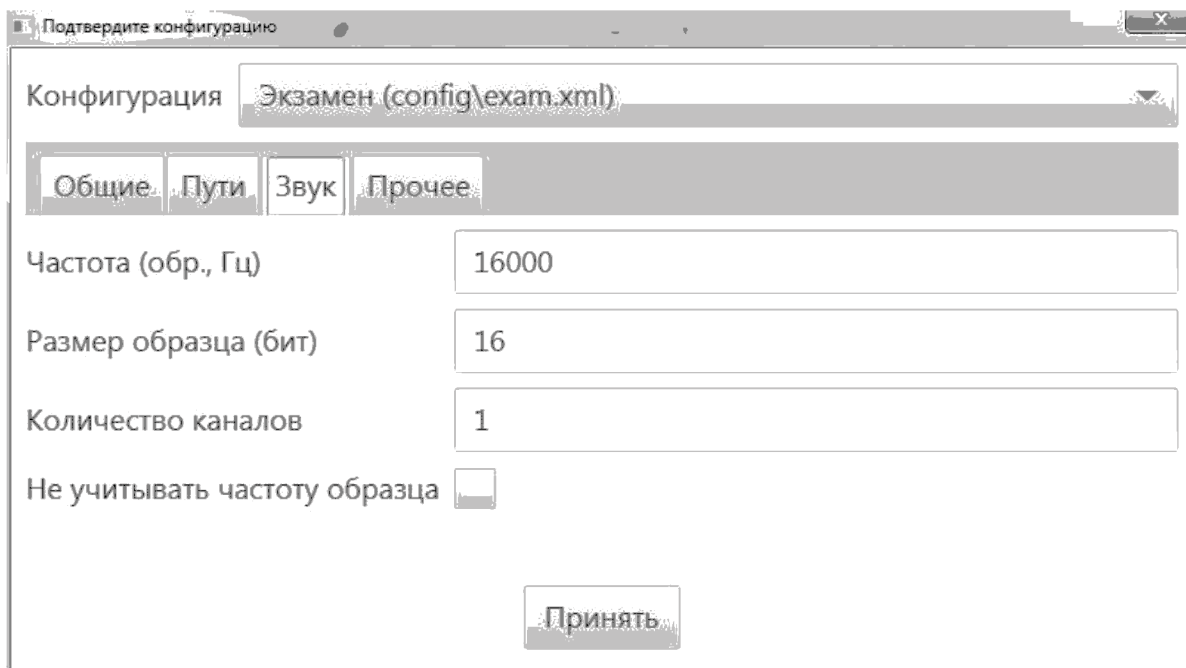 Подтвердите конфигурацию
Конфигурация Экзамен (config\exam.xml)
Общие Пути Звук Прочее
Частота (обр., Гц) 16000
Размер образца (бит) 16
Количество каналов 1
Не учитывать частоту образца
Принять